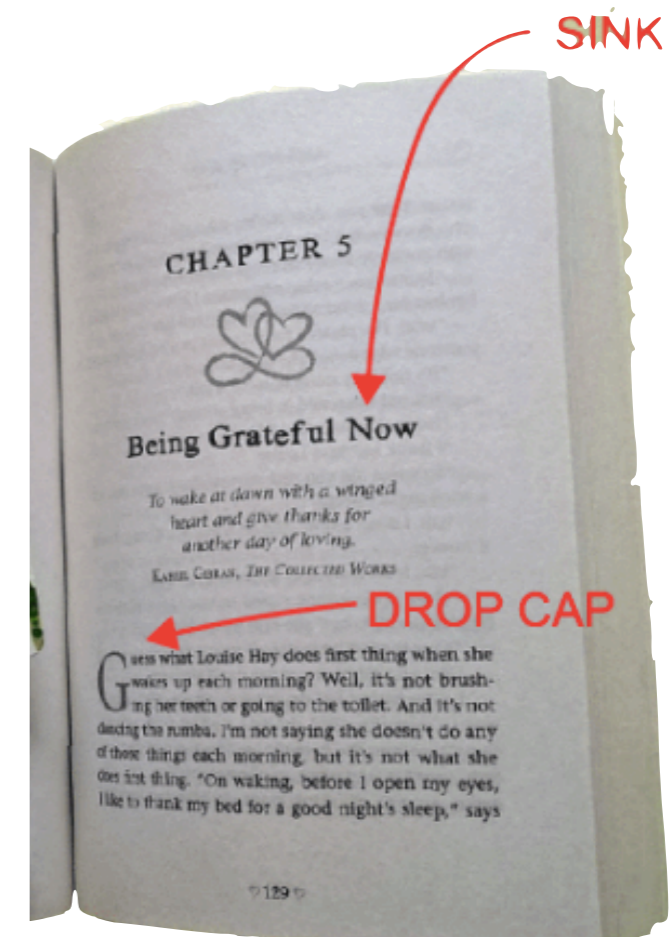 SINK
CHAPTER 5
Being Grateful Now
To wake at dawn with a winged
heart and give thanks for
another day of loving.
THE COLLECTED WORKS
DROP CAP
Guess what Louise Hay does first thing when she
wakes up each morning? Well, it's not brush-
ing her teeth or going to the toilet. And it's not
dancing the rumba. I'm not saying she doesn't do any
of those things each morning, but it's not what she
does first thing. "On waking, before I open my eyes,
I like to thank my bed for a good night's sleep," says
129